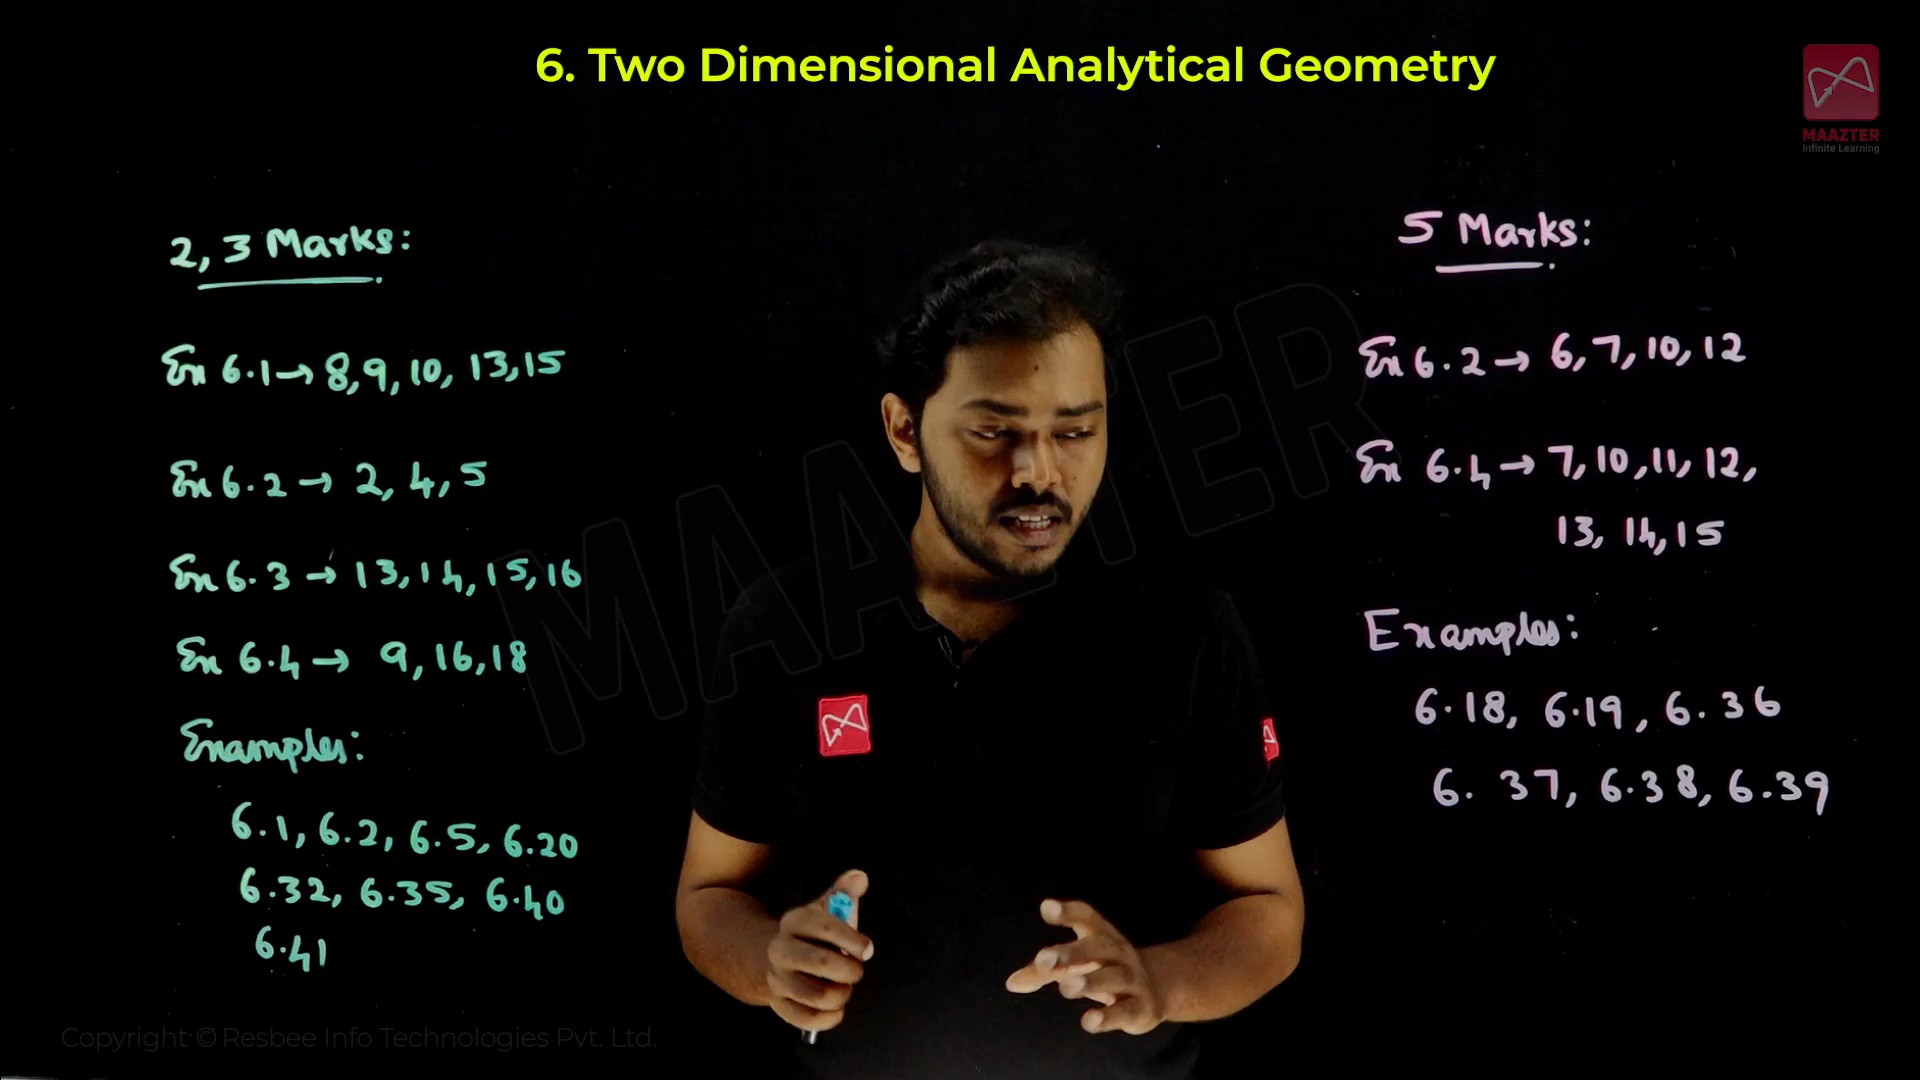 6. Two Dimensional Analytical Geometry
MAAZTER
Infinite Learning
2, 3 Marks:
Ex 6.1 → 8, 9, 10, 13, 15
Ex 6.2 → 2, 4, 5
Ex 6.3 → 13, 14, 15, 16
Ex 6.4 → 9, 16, 18
Examples:
6.1, 6.2, 6.5, 6.20
6.32, 6.35, 6.40
6.41
5 Marks:
Ex 6.2 → 6, 7, 10, 12
Ex 6.4 → 7, 10, 11, 12,
13, 14, 15
Examples:
6.18, 6.19, 6.36
6.37, 6.38, 6.39
MAAZTER
Copyright © Resbee Info Technologies Pvt. Ltd.